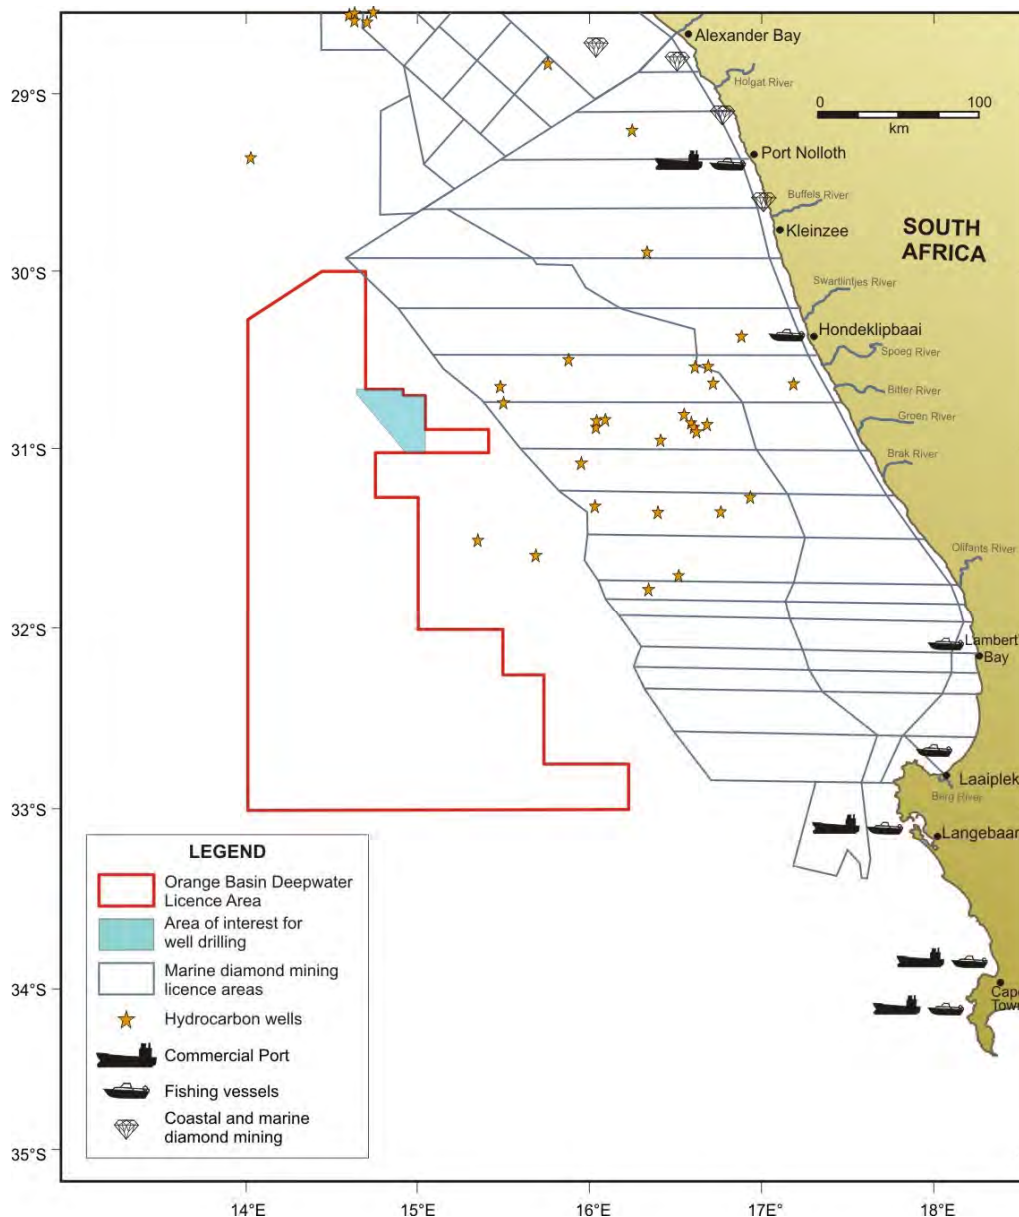 Alexander Bay
Holgat River
29°S
0
100
km
Port Nolloth
Buffels River
Kleinzee
SOUTH
AFRICA
30°S
Swartlintjes River
Hondeklipbaai
Spoeg River
Bitter River
Groen River
31°S
Brak River
Olifants River
32°S
Lambert
Bay
Laaiplek
Berg River
33°S
Langebaan
LEGEND
Orange Basin Deepwater
Licence Area
Area of interest for
well drilling
Marine diamond mining
licence areas
34°S
Cape
Town
Hydrocarbon wells
Commercial Port
Fishing vessels
Coastal and marine
diamond mining
35°S
14°E
15°E
16°E
17°E
18°E